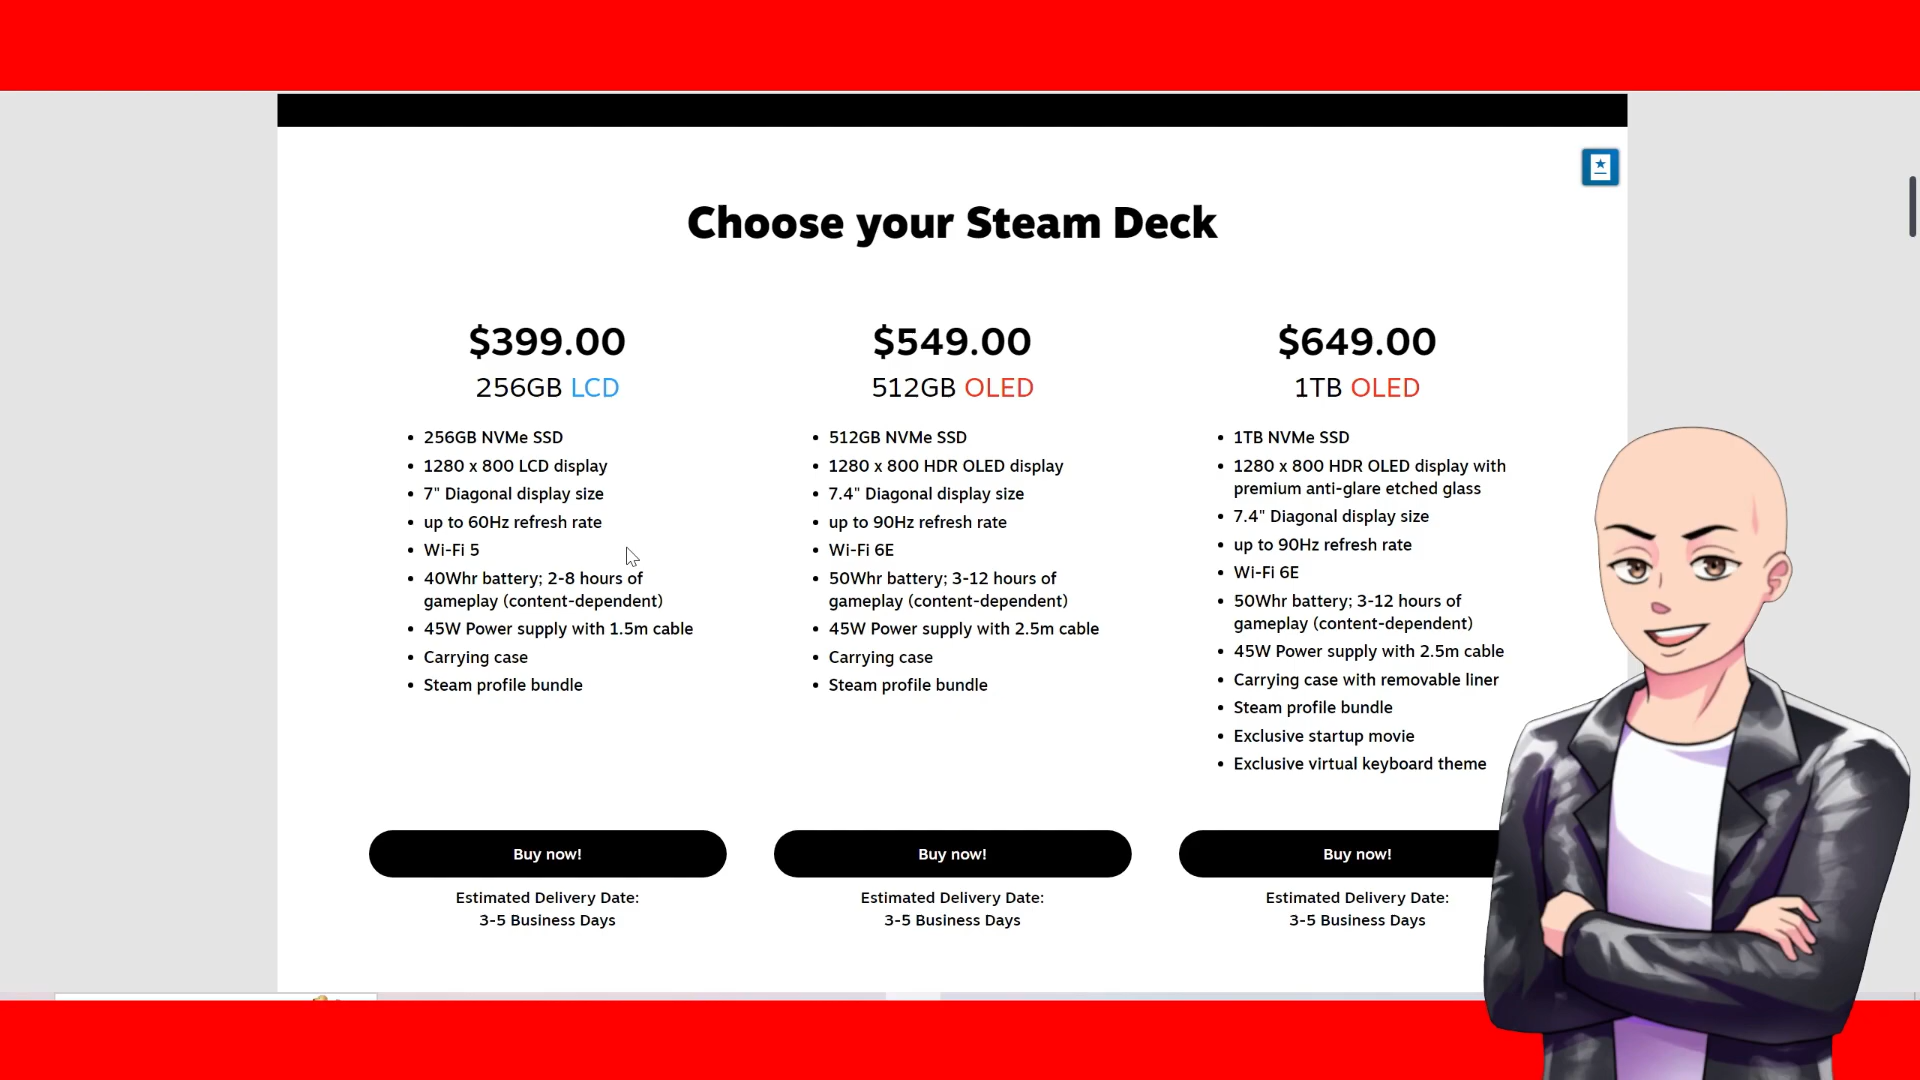 Choose your Steam Deck
$399.00
256GB LCD
• 256GB NVMe SSD
• 1280 x 800 LCD display
• 7" Diagonal display size
• up to 60Hz refresh rate
• Wi-Fi 5
• 40Whr battery; 2-8 hours of
gameplay (content-dependent)
• 45W Power supply with 1.5m cable
• Carrying case
• Steam profile bundle
Buy now!
Estimated Delivery Date:
3-5 Business Days
$549.00
512GB OLED
• 512GB NVMe SSD
• 1280 x 800 HDR OLED display
• 7.4" Diagonal display size
• up to 90Hz refresh rate
• Wi-Fi 6E
• 50Whr battery; 3-12 hours of
gameplay (content-dependent)
• 45W Power supply with 2.5m cable
• Carrying case
• Steam profile bundle
Buy now!
Estimated Delivery Date:
3-5 Business Days
$649.00
1TB OLED
• 1TB NVMe SSD
• 1280 x 800 HDR OLED display with
premium anti-glare etched glass
• 7.4" Diagonal display size
• up to 90Hz refresh rate
• Wi-Fi 6E
• 50Whr battery; 3-12 hours of
gameplay (content-dependent)
• 45W Power supply with 2.5m cable
• Carrying case with removable liner
• Steam profile bundle
• Exclusive startup movie
• Exclusive virtual keyboard theme
Buy now!
Estimated Delivery Date:
3-5 Business Days